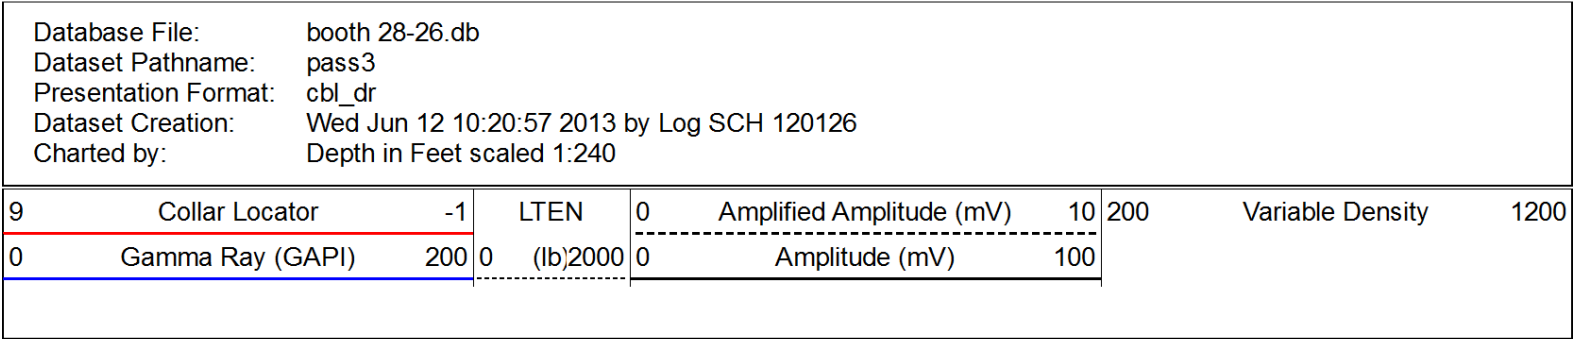 Database File: booth 28-26.db
Dataset Pathname: pass3
Presentation Format: cbl_dr
Dataset Creation: Wed Jun 12 10:20:57 2013 by Log SCH 120126
Charted by: Depth in Feet scaled 1:240
9 Collar Locator -1 LTEN 0 Amplified Amplitude (mV) 10 200 Variable Density 1200
0 Gamma Ray (GAPI) 200 0 (lb) 2000 0 Amplitude (mV) 100